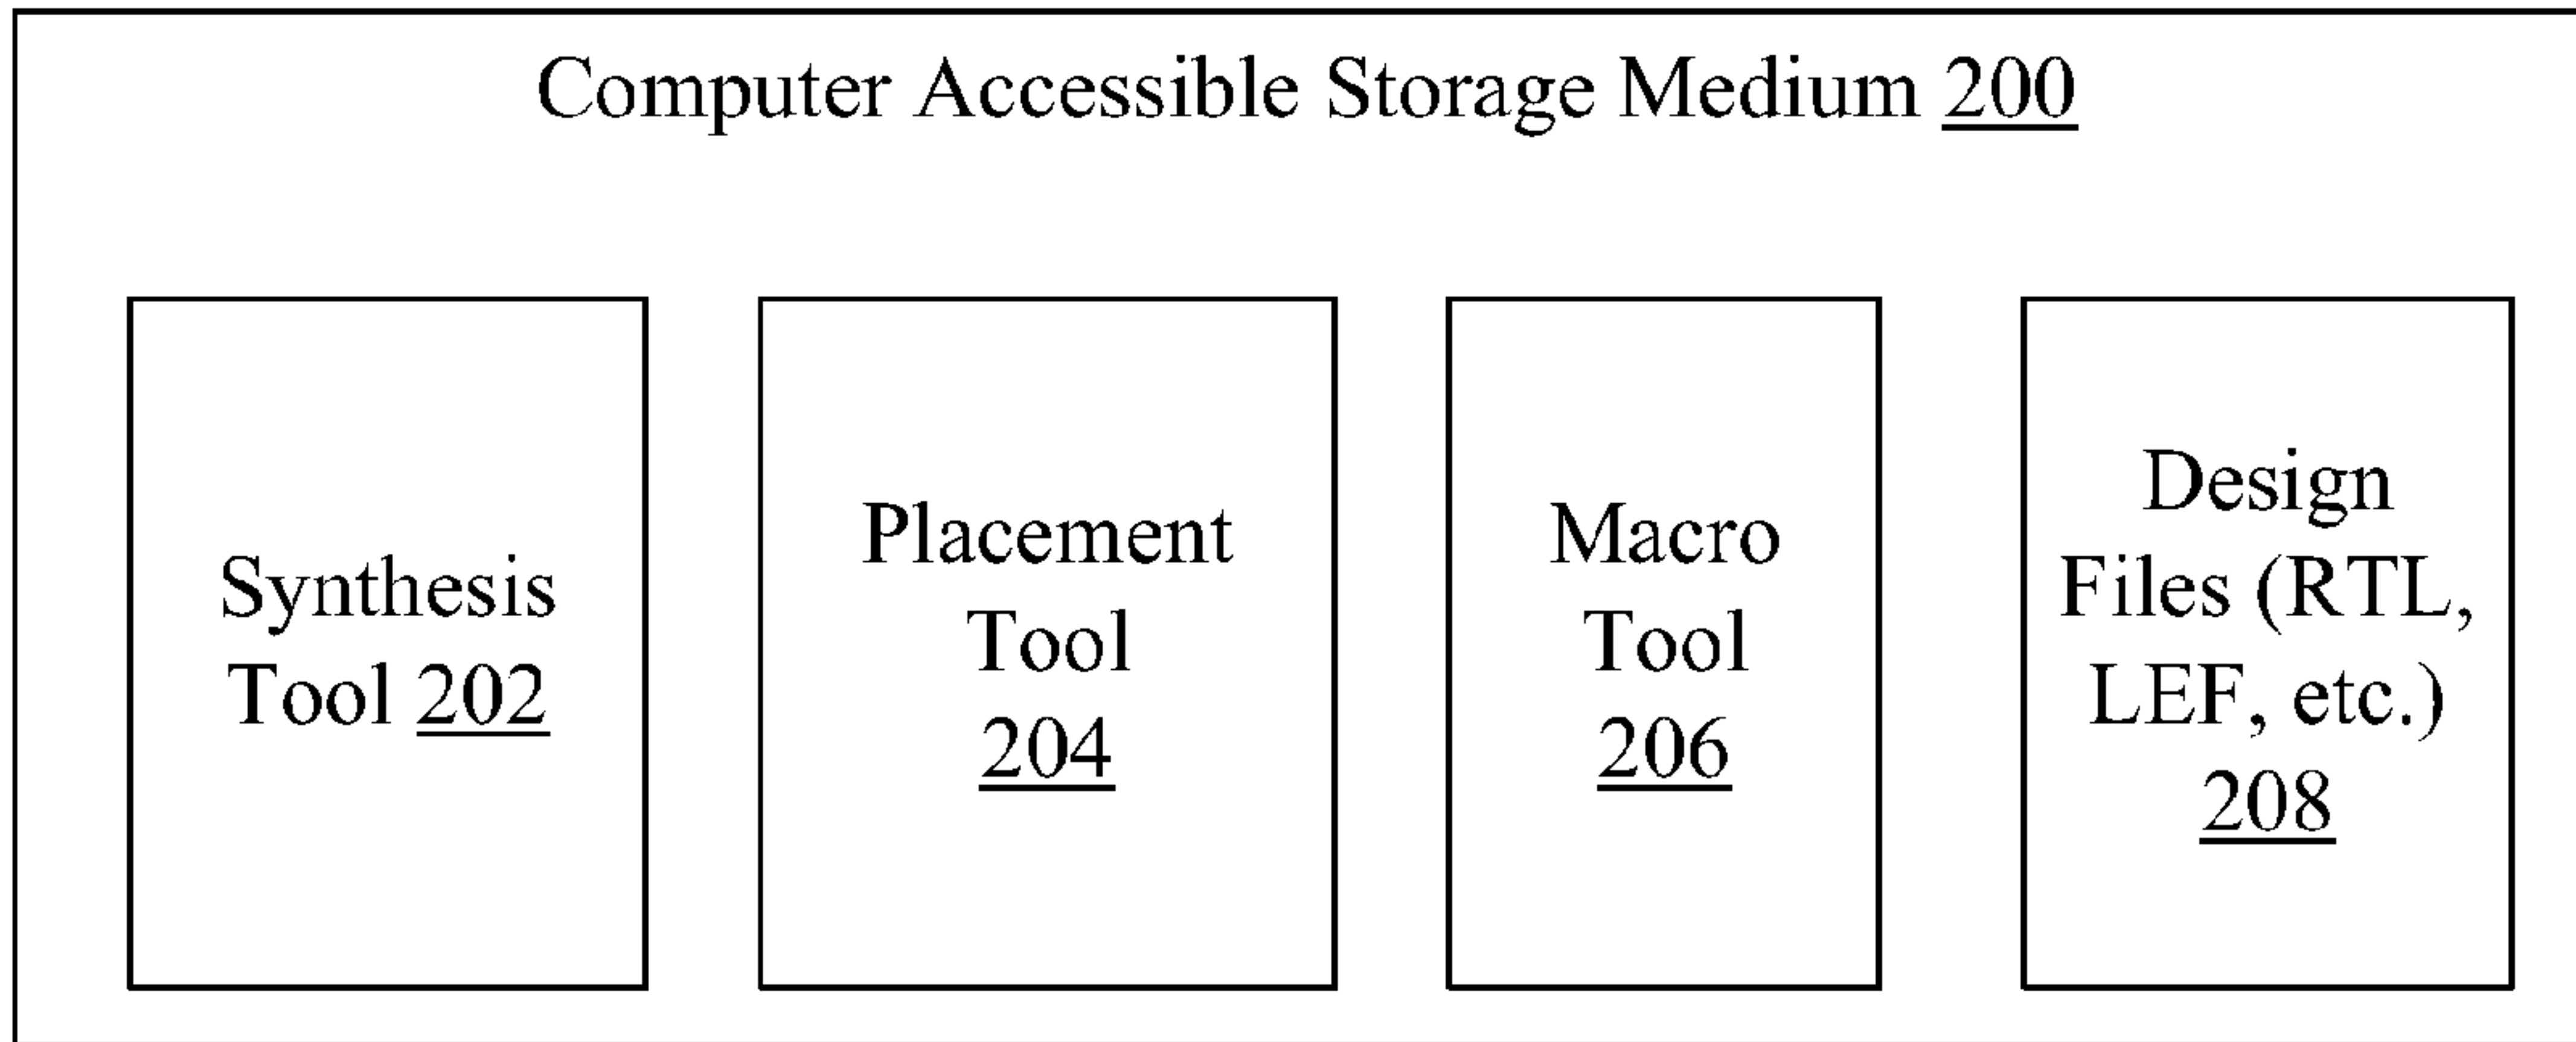 Computer Accessible Storage Medium 200
Synthesis
Tool 202
Placement
Tool
204
Macro
Tool
206
Design
Files (RTL,
LEF, etc.)
208